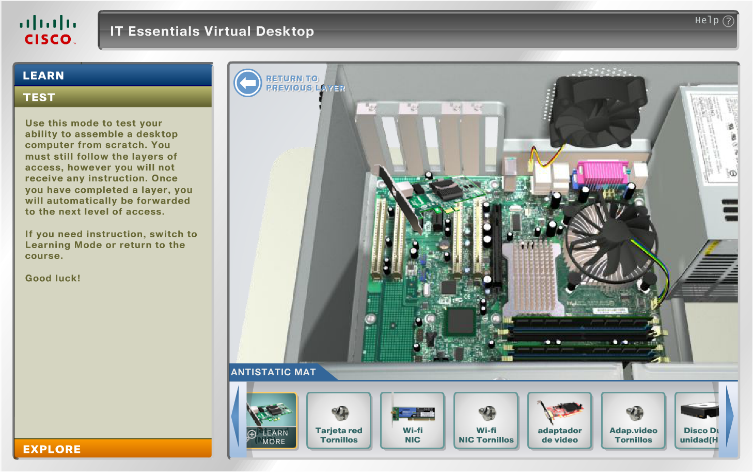 CISCO
IT Essentials Virtual Desktop
Help ?
LEARN
TEST
Use this mode to test your
ability to assemble a desktop
computer from scratch. You
must still follow the layers of
access, however you will not
receive any instruction. Once
you have completed a layer, you
will automatically be forwarded
to the next level of access.
If you need instruction, switch to
Learning Mode or return to the
course.
Good luck!
EXPLORE
RETURN TO
PREVIOUS LAYER
ANTISTATIC MAT
LEARN
MORE
Tarjeta red
Tornillos
Wi-fi
NIC
Wi-fi
NIC Tornillos
adaptador
de video
Adap.video
Tornillos
Disco Du
unidad(H